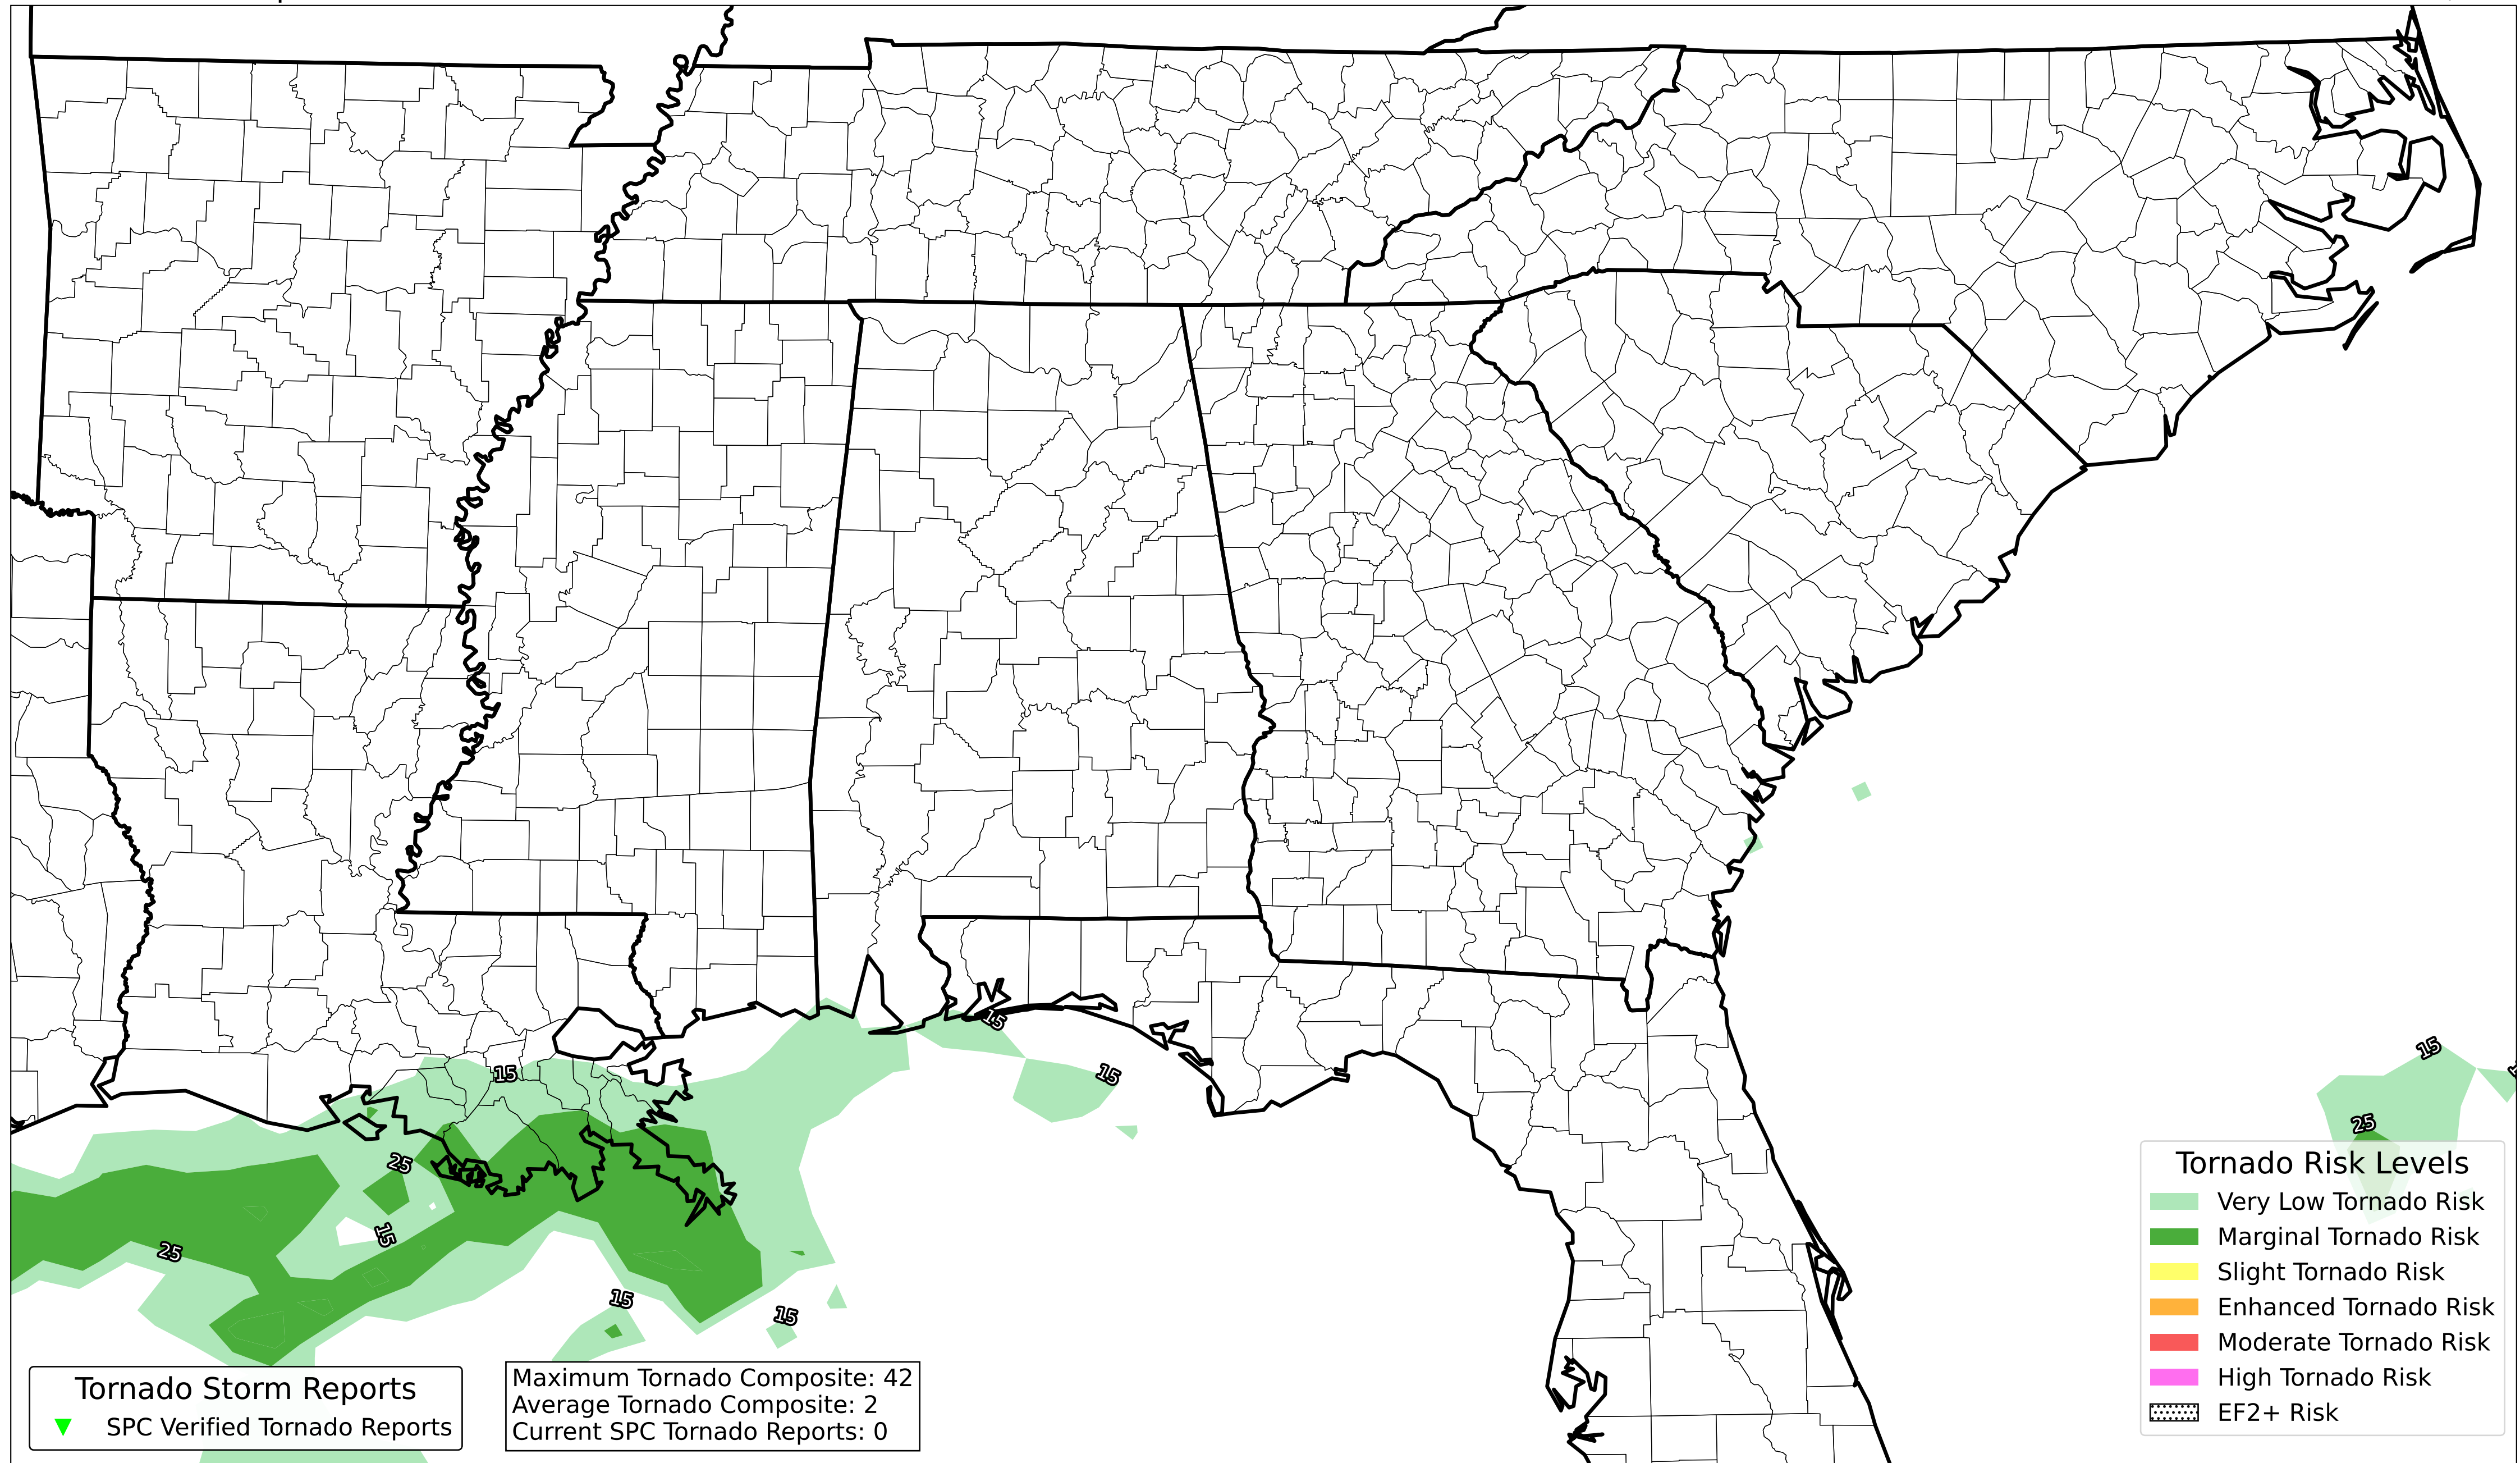 15
15
15
15
25
25
15
25
15
15
Tornado Risk Levels
Very Low Tornado Risk
Marginal Tornado Risk
Slight Tornado Risk
Enhanced Tornado Risk
Moderate Tornado Risk
High Tornado Risk
EF2+ Risk
Tornado Storm Reports
SPC Verified Tornado Reports
Maximum Tornado Composite: 42
Average Tornado Composite: 2
Current SPC Tornado Reports: 0